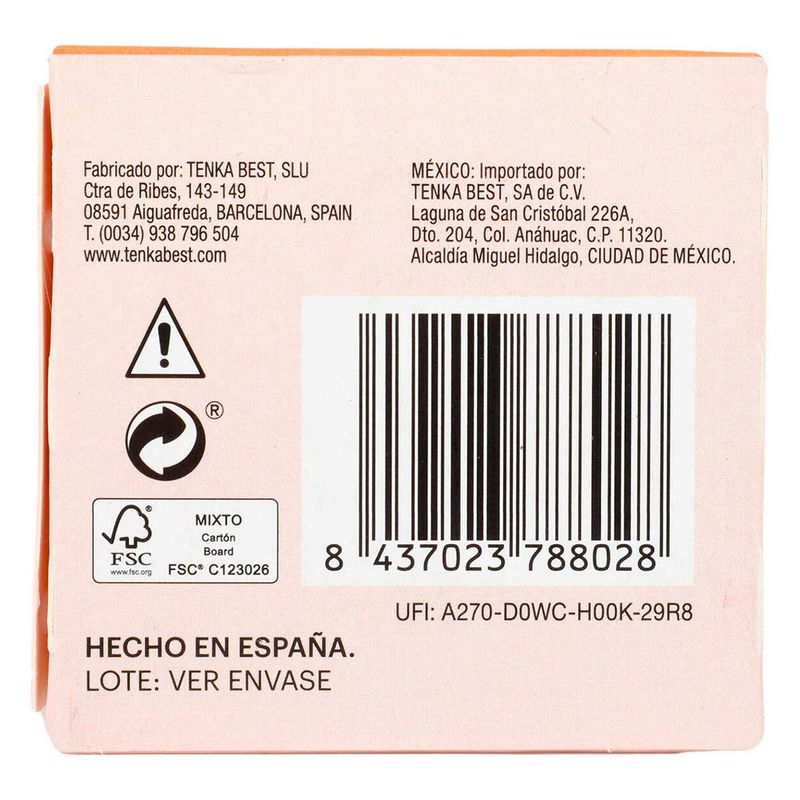 Fabricado por: TENKA BEST, SLU
Ctra de Ribes, 143-149
08591 Aiguafreda, BARCELONA, SPAIN
T. (0034) 938 796 504
www.tenkabest.com
MÉXICO: Importado por:
TENKA BEST, SA de C.V.
Laguna de San Cristóbal 226A,
Dto. 204, Col. Anáhuac, C.P. 11320.
Alcaldía Miguel Hidalgo, CIUDAD DE MÉXICO.
®
FSC®
www.fsc.org
MIXTO
Cartón
Board
FSC® C123026
8 437023 788028
UFI: A270-D0WC-H00K-29R8
HECHO EN ESPAÑA.
LOTE: VER ENVASE